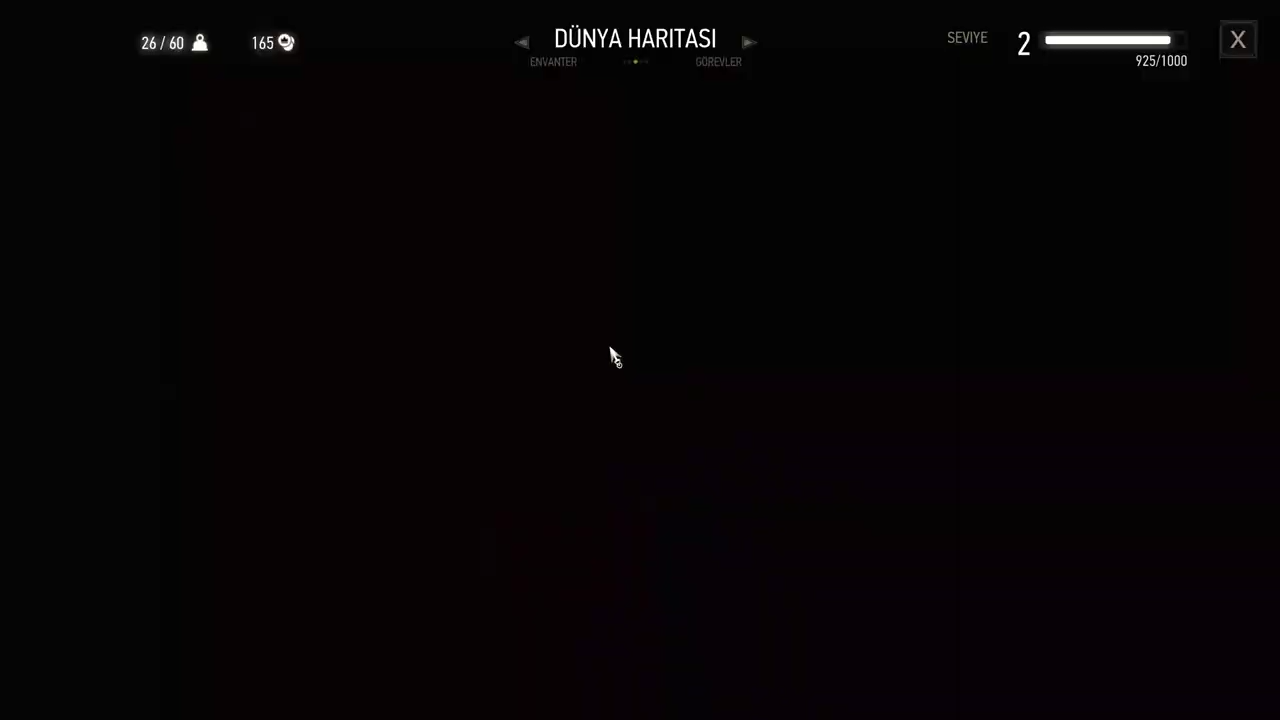 26 / 60
165
DÜNYA HARITASI
ENVANTER
GÖREVLER
SEVIYE
2
925/1000
X